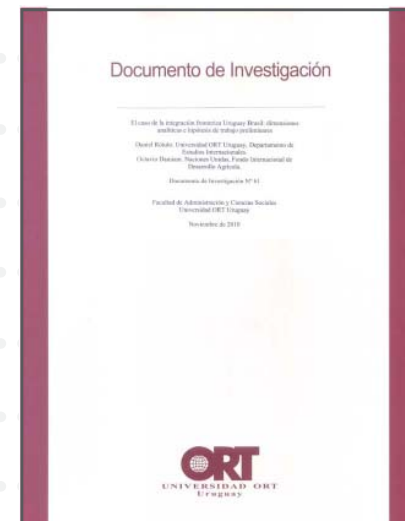 Documento de Investigación
El caso de la integración fronteriza Uruguay Brasil: dimensiones
analíticas e hipótesis de trabajo preliminares
Universidad ORT Uruguay. Departamento de
Estudios Internacionales.
Octavio Damiani. Naciones Unidas, Fondo Internacional de
Desarrollo Agrícola.
Documento de Investigación Nº 61
Facultad de Administración y Ciencias Sociales
Universidad ORT Uruguay
Noviembre de 2010
ORT
UNIVERSIDAD ORT
Uruguay